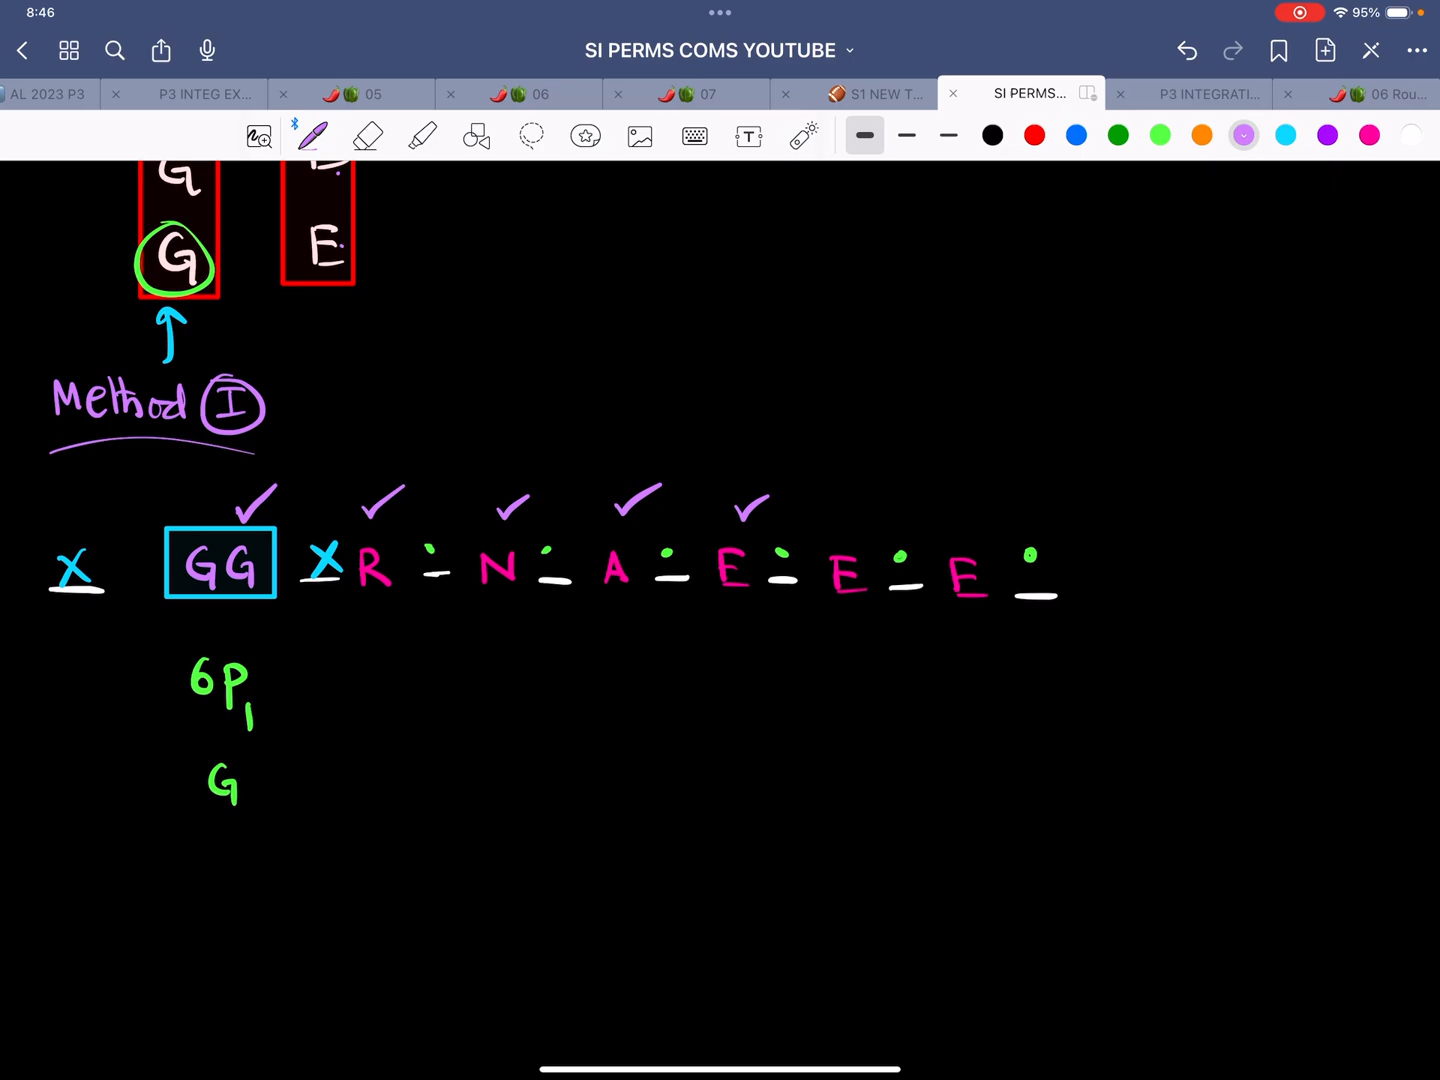 8:46
95%
SI PERMS COMS YOUTUBE
AL 2023 P3
P3 INTEG EX...
05
06
07
S1 NEW T...
SI PERMS...
P3 INTEGRATI...
06 Rou...
G
G E
Method I
X GG X R N A E E E
6P1
G